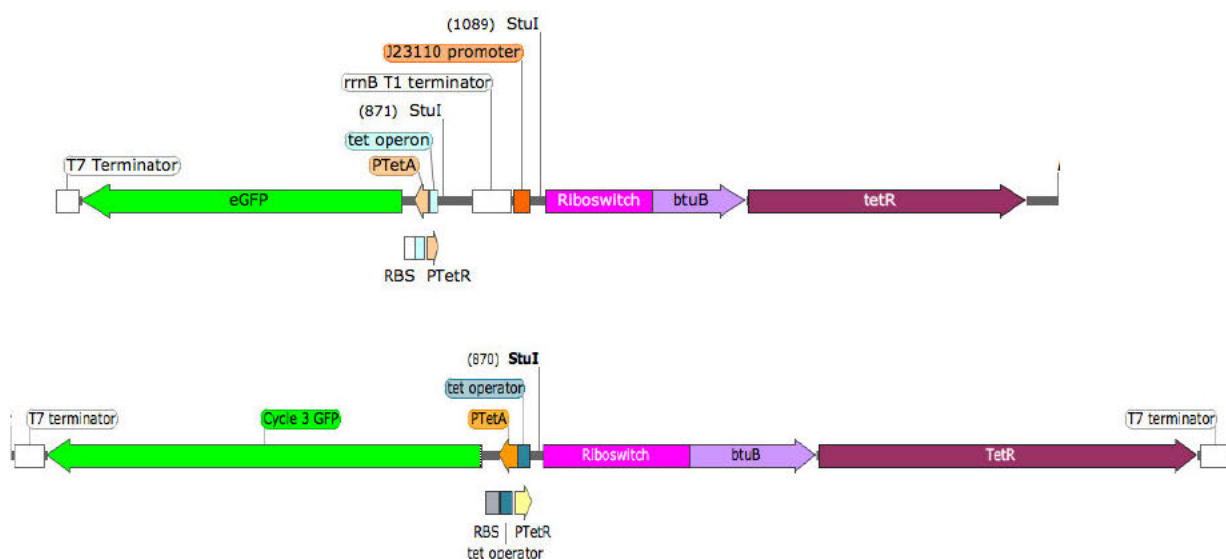 (1089) StuI
J23110 promoter
rrnB T1 terminator
(871) StuI
tet operon
T7 Terminator
PTetA
eGFP
Riboswitch
btuB
tetR
RBS
PTetR
(870) StuI
tet operator
T7 terminator
Cycle 3 GFP
PTetA
T7 terminator
Riboswitch
btuB
TetR
RBS
PTetR
tet operator